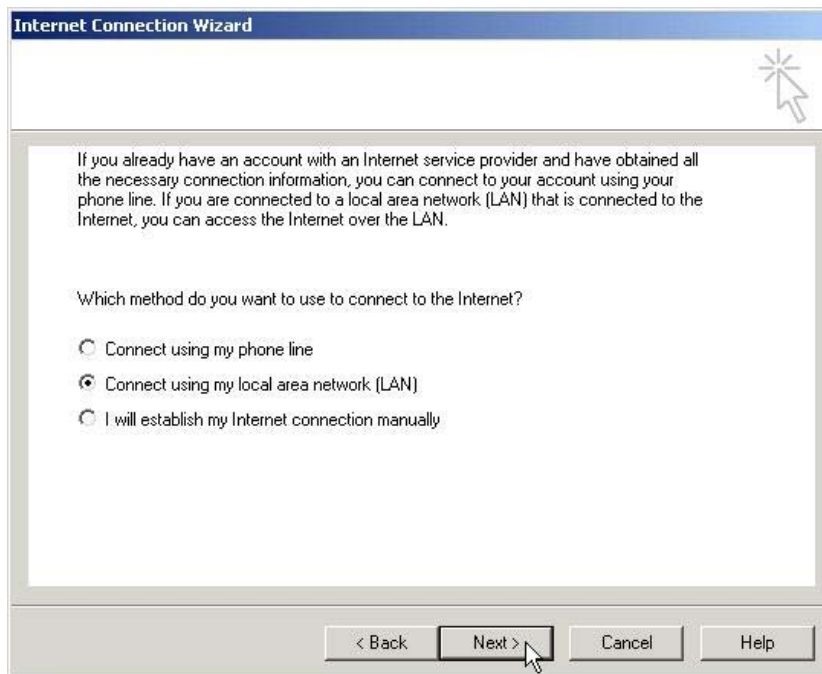 Internet Connection Wizard
If you already have an account with an Internet service provider and have obtained all
the necessary connection information, you can connect to your account using your
phone line. If you are connected to a local area network (LAN) that is connected to the
Internet, you can access the Internet over the LAN.
Which method do you want to use to connect to the Internet?
Connect using my phone line
Connect using my local area network (LAN)
I will establish my Internet connection manually
< Back Next > Cancel Help